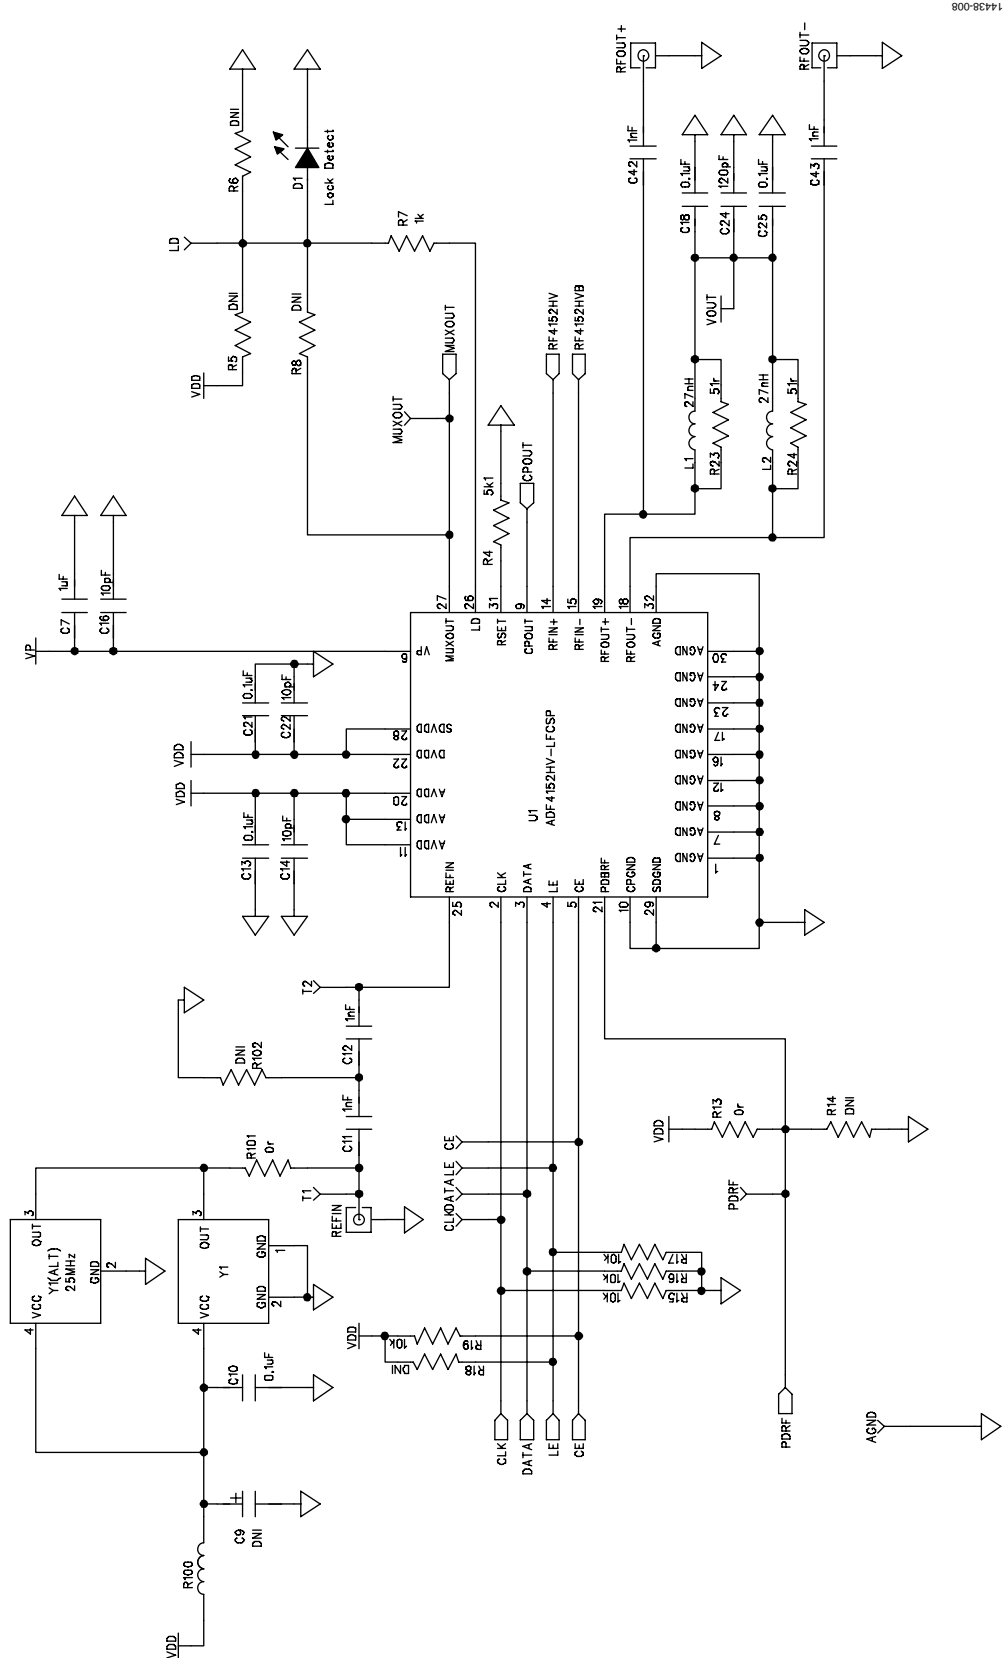 14438-008
RFOUT+
RFOUT-
1nF
C42
0.1uF
C18
120pF
C24
0.1uF
C25
1nF
C43
VOUT
27nH
L1
51r
R23
27nH
L2
51r
R24
DNI
R6
D1
Lock Detect
LD
R7
1k
DNI
R5
VDD
DNI
R8
MUXOUT
MUXOUT
RF4152HV
RF4152HVB
5k1
R4
CPOUT
1uF
C7
10pF
C16
VP
27
MUXOUT
26
LD
31
RSET
9
CPOUT
14
RFIN+
15
RFIN-
19
RFOUT+
18
RFOUT-
32
AGND
6
VP
28
SDVDD
22
DVDD
20
AVDD
13
AVDD
11
AVDD
0.1uF
C21
10pF
C22
VDD
VDD
0.1uF
C13
10pF
C14
U1
ADF4152HV-LFCSP
AGND
30
AGND
24
AGND
23
AGND
17
AGND
16
AGND
12
AGND
8
AGND
7
AGND
1
REFIN
25
CLK
2
DATA
3
LE
4
CE
5
PDBRF
21
CPGND
10
SDGND
29
T2
1nF
C12
DNI
R102
1nF
C11
R101
0r
T1
REFIN
OUT
3
Y1(ALT)
25MHz
GND
2
VCC
4
OUT
3
GND
1
Y1
GND
2
VCC
4
C10
0.1uF
+
C9
DNI
R100
VDD
CE
LE
DATA
CLK
10k
R17
10k
R16
10k
R15
VDD
10k
R19
DNI
R18
CLK
DATA
LE
CE
VDD
R13
0r
R14
DNI
PDRF
PDRF
AGND